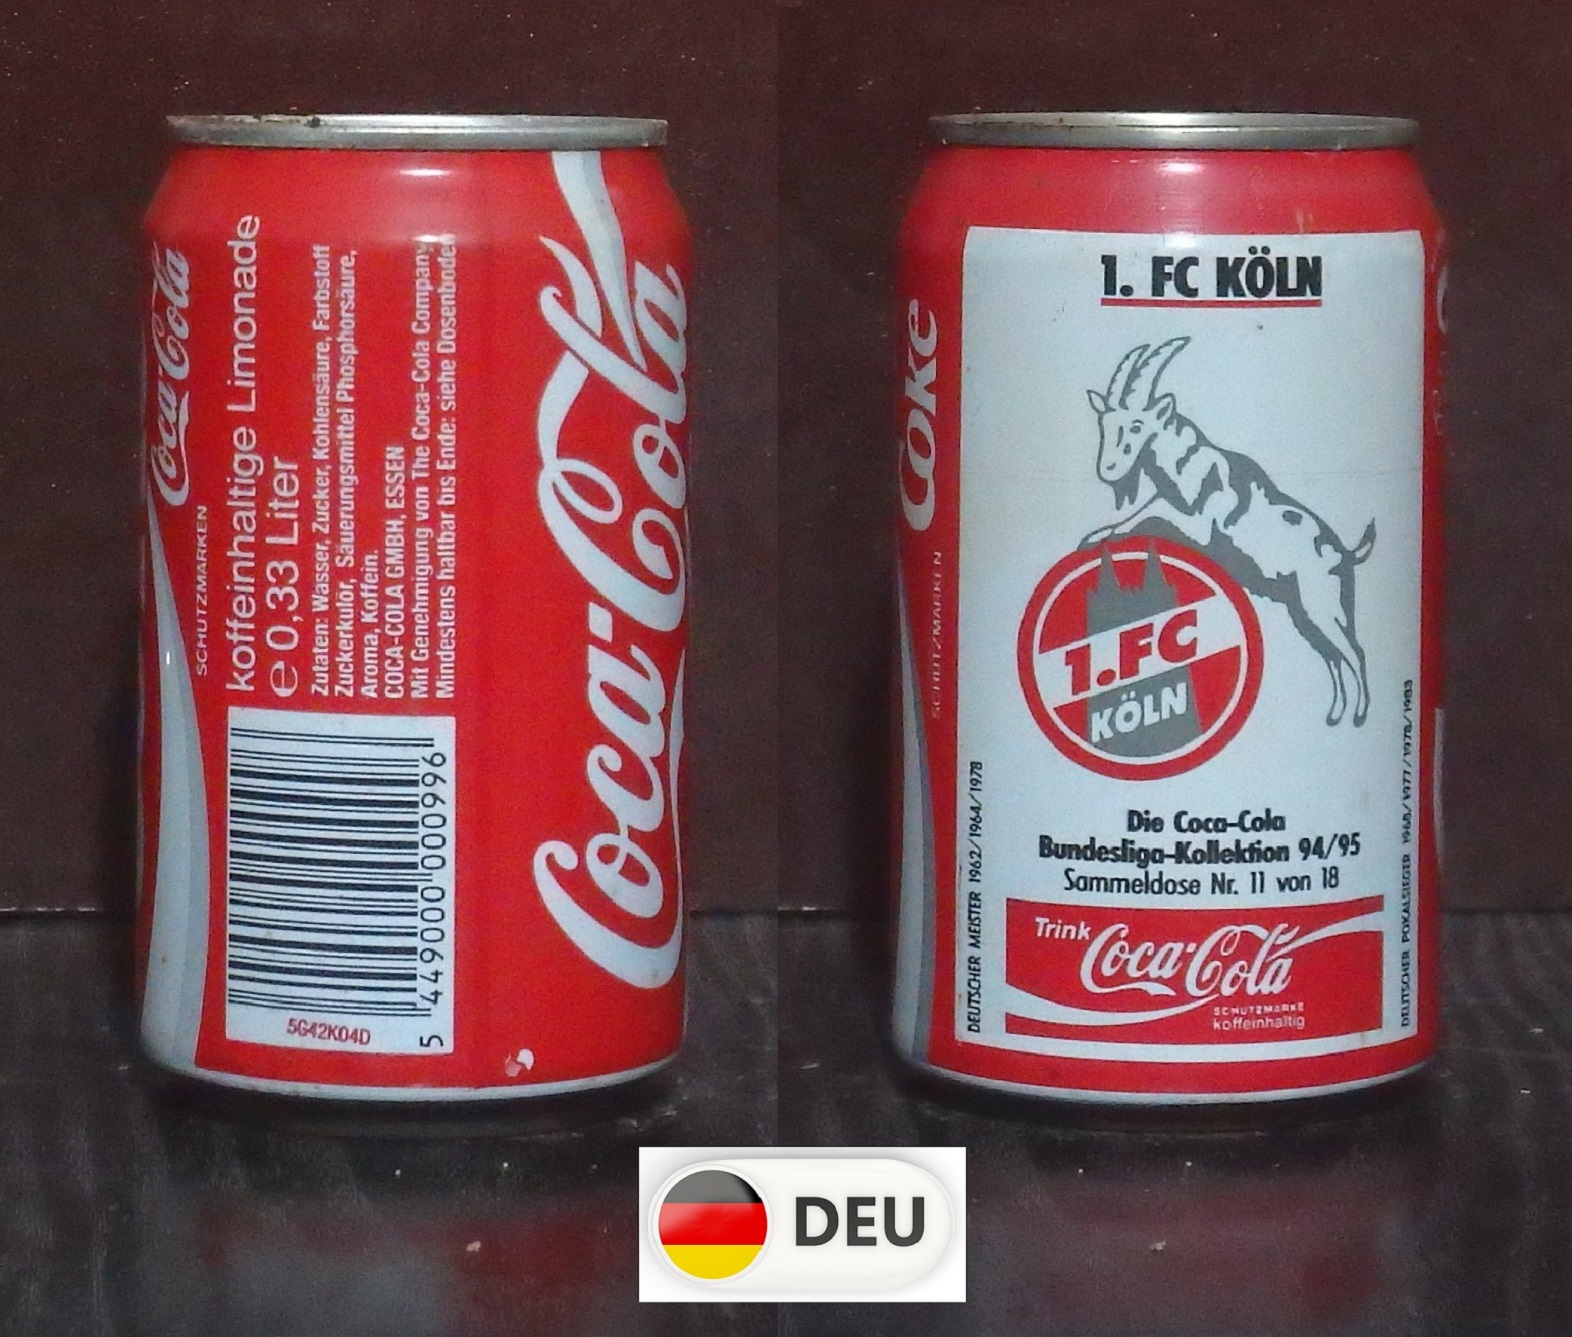 Coca-Cola
SCHUTZMARKEN
koffeinhaltige Limonade
e 0,33 Liter
Zutaten: Wasser, Zucker, Kohlensäure, Farbstoff
Zuckerkulör, Säuerungsmittel Phosphorsäure,
Aroma, Koffein.
COCA-COLA GMBH, ESSEN
Mit Genehmigung von The Coca-Cola Company
Mindestens haltbar bis Ende: siehe Dosenboden
5G42K04D
5 449000 000996
Coca-Cola
Coke
SCHUTZMARKEN
1. FC KÖLN
1.FC
KÖLN
DEUTSCHER MEISTER 1962/1964/1978
DEUTSCHER POKALSIEGER 1968/1977/1978/1983
Die Coca-Cola
Bundesliga-Kollektion 94/95
Sammeldose Nr. 11 von 18
Trink
Coca-Cola
SCHUTZMARKE
koffeinhaltig
DEU